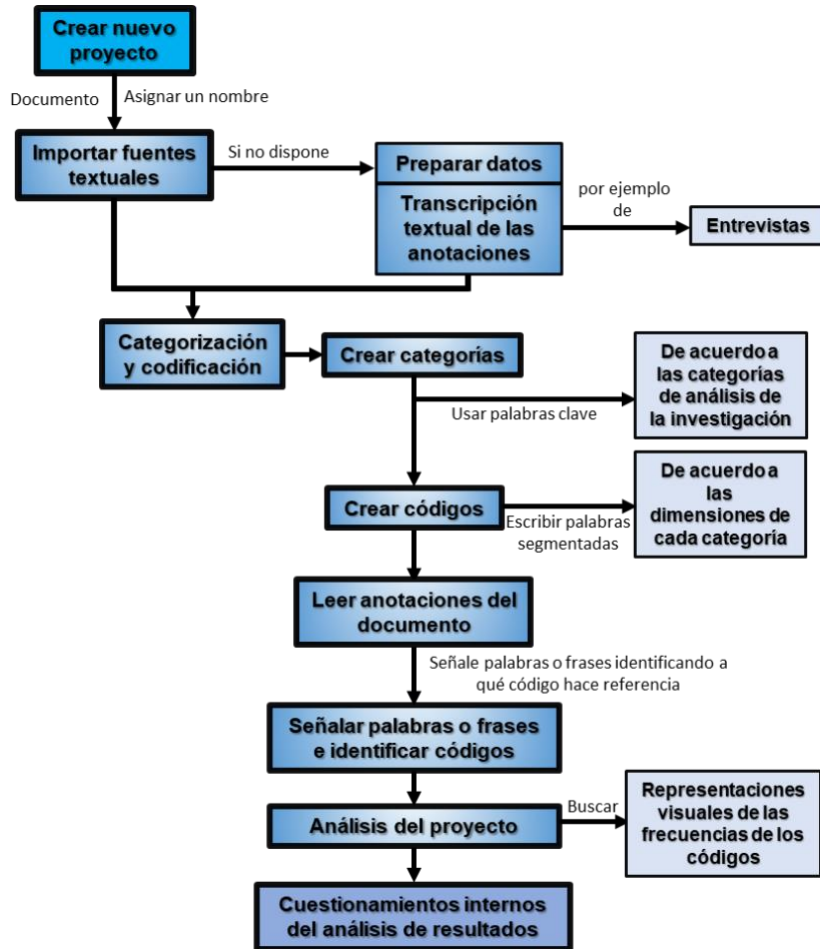 Crear nuevo
proyecto
Documento
Asignar un nombre
Importar fuentes
textuales
Si no dispone
Preparar datos
Transcripción
textual de las
anotaciones
por ejemplo
de
Entrevistas
Categorización
y codificación
Crear categorías
De acuerdo a
las categorías
de análisis de
la investigación
Usar palabras clave
Crear códigos
Escribir palabras
segmentadas
De acuerdo a
las
dimensiones de
cada categoría
Leer anotaciones del
documento
Señale palabras o frases identificando a
qué código hace referencia
Señalar palabras o frases
e identificar códigos
Análisis del proyecto
Buscar
Representaciones
visuales de las
frecuencias de los
códigos
Cuestionamientos internos
del análisis de resultados